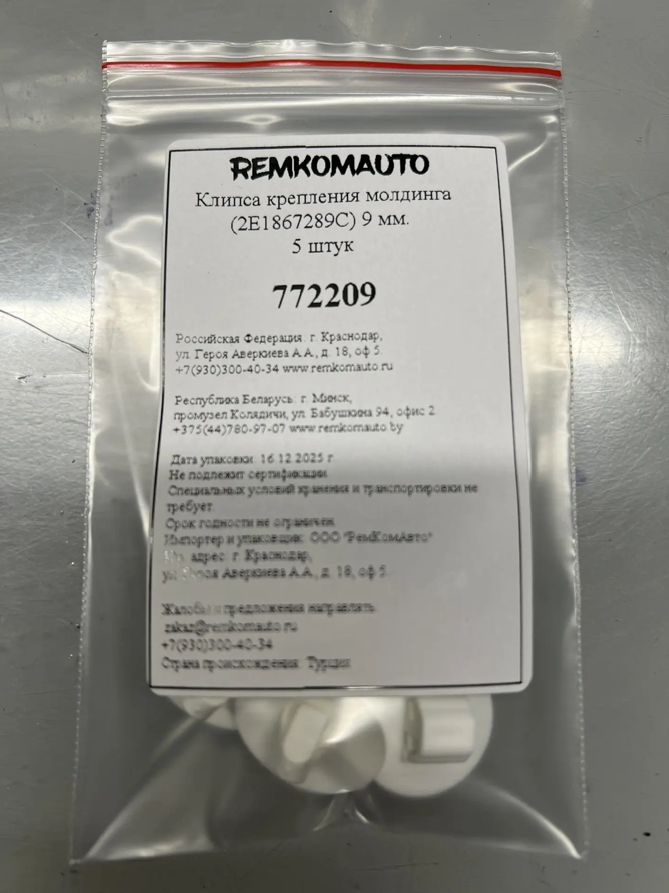 REMKOMAUTO
Клипса крепления молдинга
(2E1867289C) 9 мм.
5 штук
772209
Российская Федерация. г. Краснодар,
ул. Героя Аверкиева А.А., д. 18, оф 5.
+7(930)300-40-34 www.remkomauto.ru
Республика Беларусь: г. Минск,
промузел Колядичи, ул. Бабушкина 94, офис 2
+375(44)780-97-07 www.remkomauto.by
Дата упаковки: 16.12.2025 г.
Не подлежит сертификации.
Специальных условий хранения и транспортировки не
требует.
Срок годности не ограничен.
Импортер и упаковщик: ООО "РемКомАвто"
адрес: г. Краснодар,
ул. Героя Аверкиева А.А., д. 18, оф 5.
Жалобы и предложения направлять:
zakaz@remkomauto.ru
+7(930)300-40-34
Страна происхождения: Турция